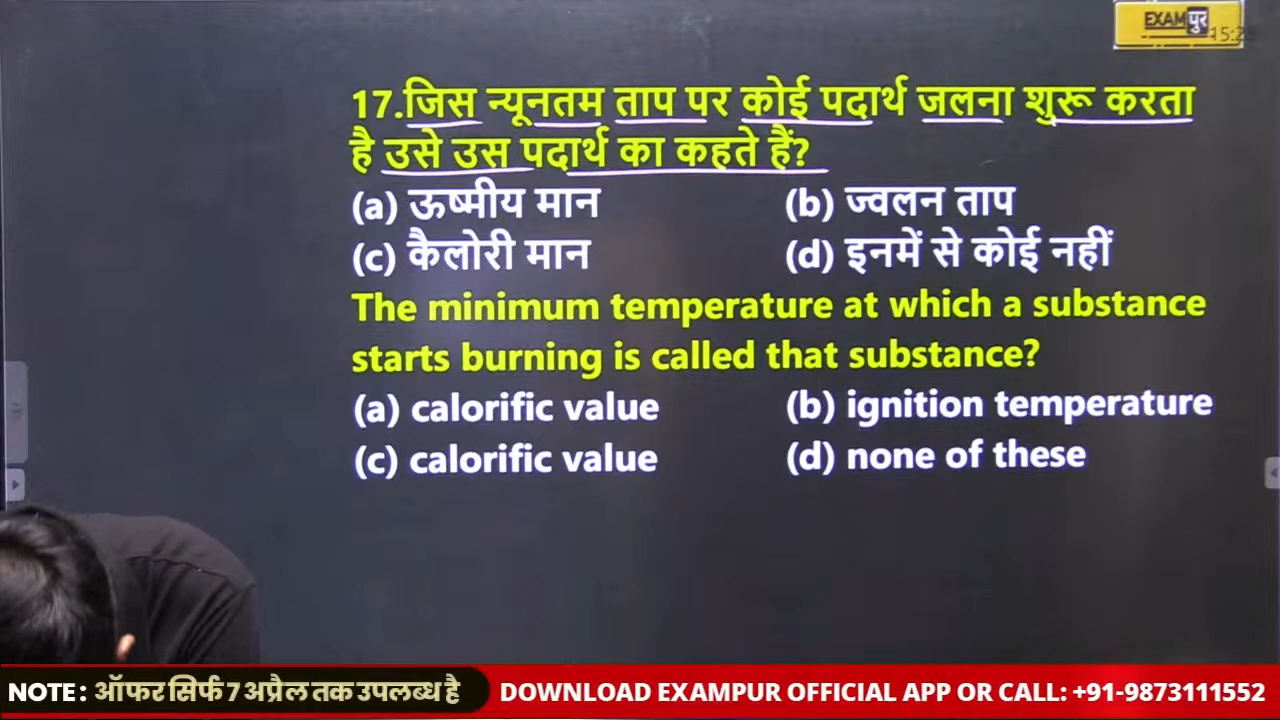 EXAMपुर
15:2
17.जिस न्यूनतम ताप पर कोई पदार्थ जलना शुरू करता
है उसे उस पदार्थ का कहते हैं?
(a) ऊष्मीय मान (b) ज्वलन ताप
(c) कैलोरी मान (d) इनमें से कोई नहीं
The minimum temperature at which a substance
starts burning is called that substance?
(a) calorific value (b) ignition temperature
(c) calorific value (d) none of these
NOTE : ऑफर सिर्फ 7 अप्रैल तक उपलब्ध है DOWNLOAD EXAMPUR OFFICIAL APP OR CALL: +91-9873111552